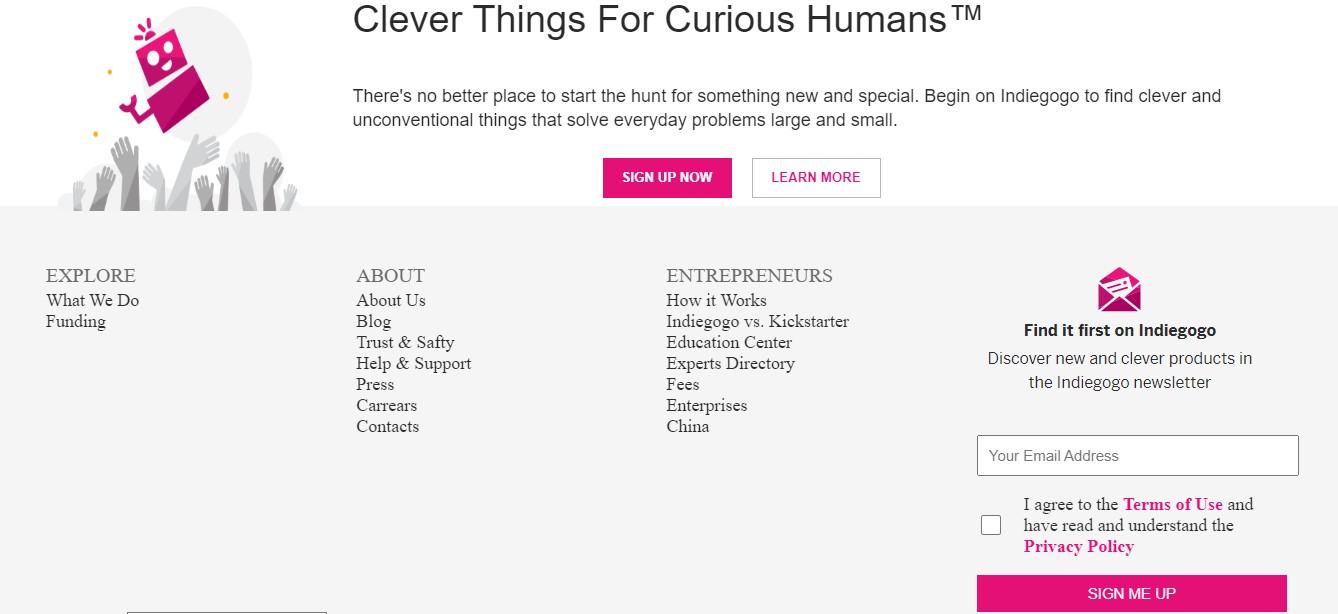 Clever Things For Curious Humans™
There's no better place to start the hunt for something new and special. Begin on Indiegogo to find clever and
unconventional things that solve everyday problems large and small.
SIGN UP NOW
LEARN MORE
EXPLORE
What We Do
Funding
ABOUT
About Us
Blog
Trust & Safty
Help & Support
Press
Carrears
Contacts
ENTREPRENEURS
How it Works
Indiegogo vs. Kickstarter
Education Center
Experts Directory
Fees
Enterprises
China
Find it first on Indiegogo
Discover new and clever products in
the Indiegogo newsletter
Your Email Address
I agree to the Terms of Use and
have read and understand the
Privacy Policy
SIGN ME UP